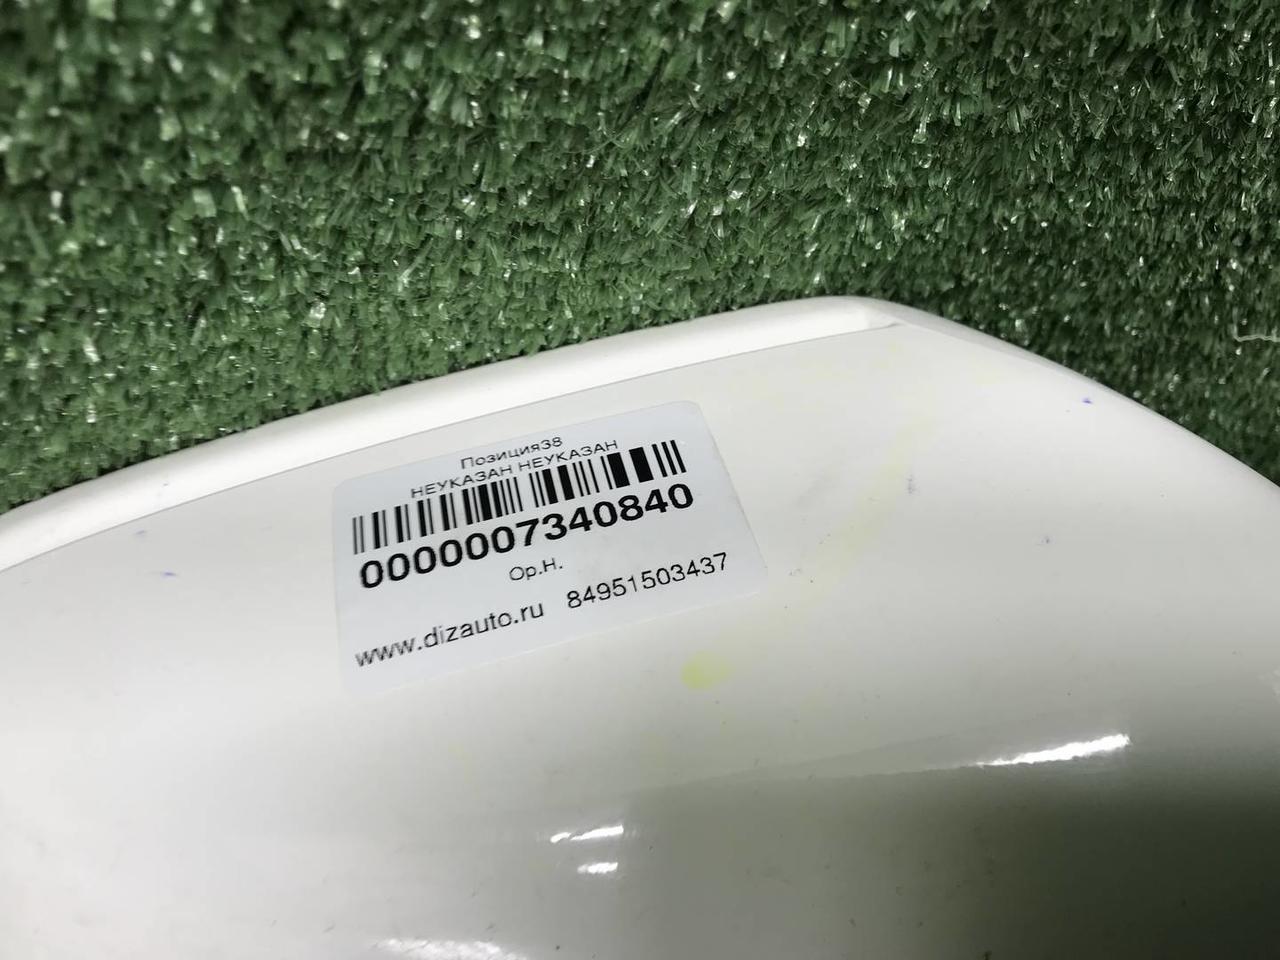 Позиция38
НЕУКАЗАН НЕУКАЗАН
0000007340840
Ор.Н.
www.dizauto.ru 84951503437